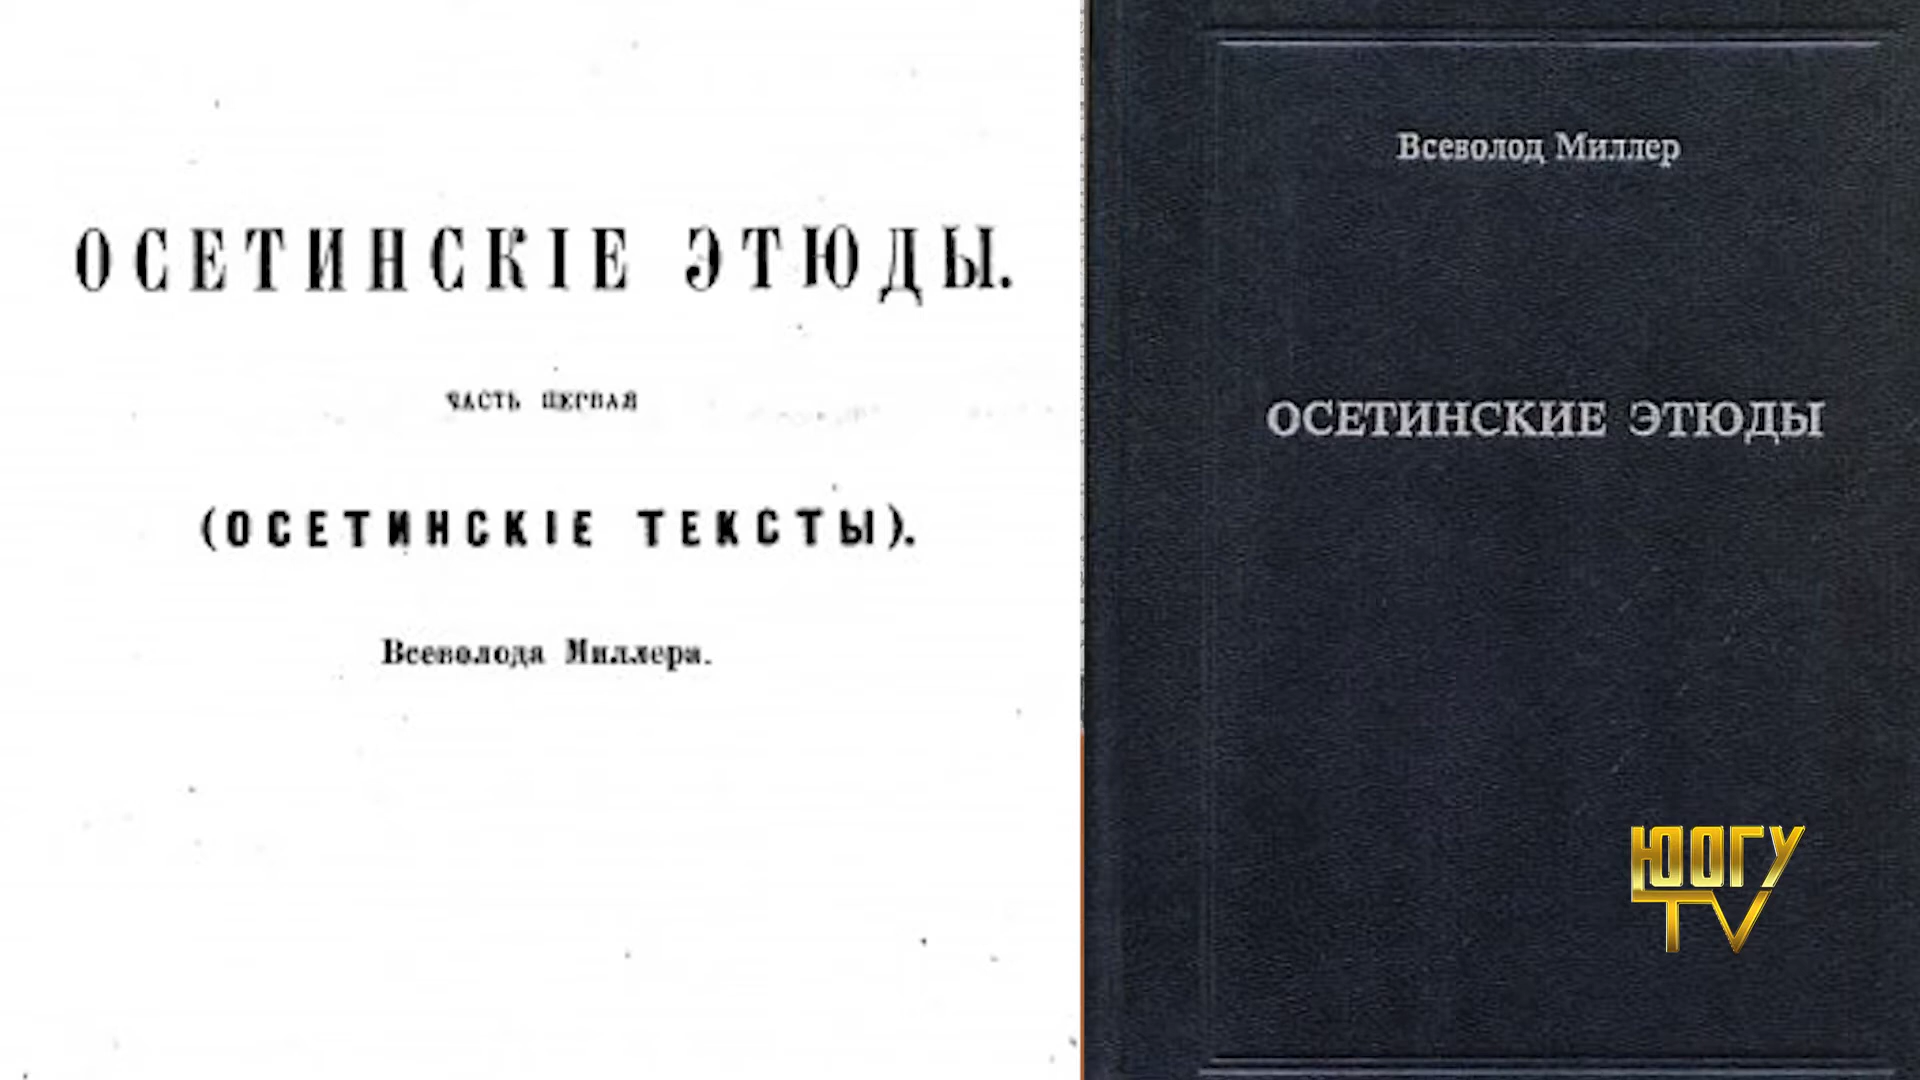 ОСЕТИНСКІЕ ЭТЮДЫ.
ЧАСТЬ ПЕРВАЯ
(ОСЕТИНСКІЕ ТЕКСТЫ).
Всеволода Миллера.
Всеволод Миллер
ОСЕТИНСКИЕ ЭТЮДЫ
ЮОГУ
TV